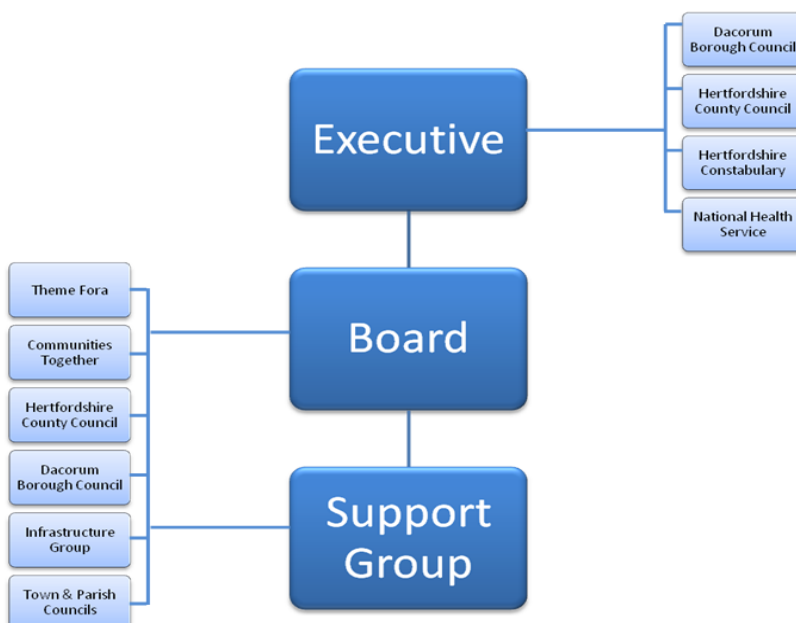 Executive
Dacorum
Borough Council
Hertfordshire
County Council
Hertfordshire
Constabulary
National Health
Service
Board
Theme Fora
Communities
Together
Hertfordshire
County Council
Dacorum
Borough Council
Infrastructure
Group
Town & Parish
Councils
Support
Group